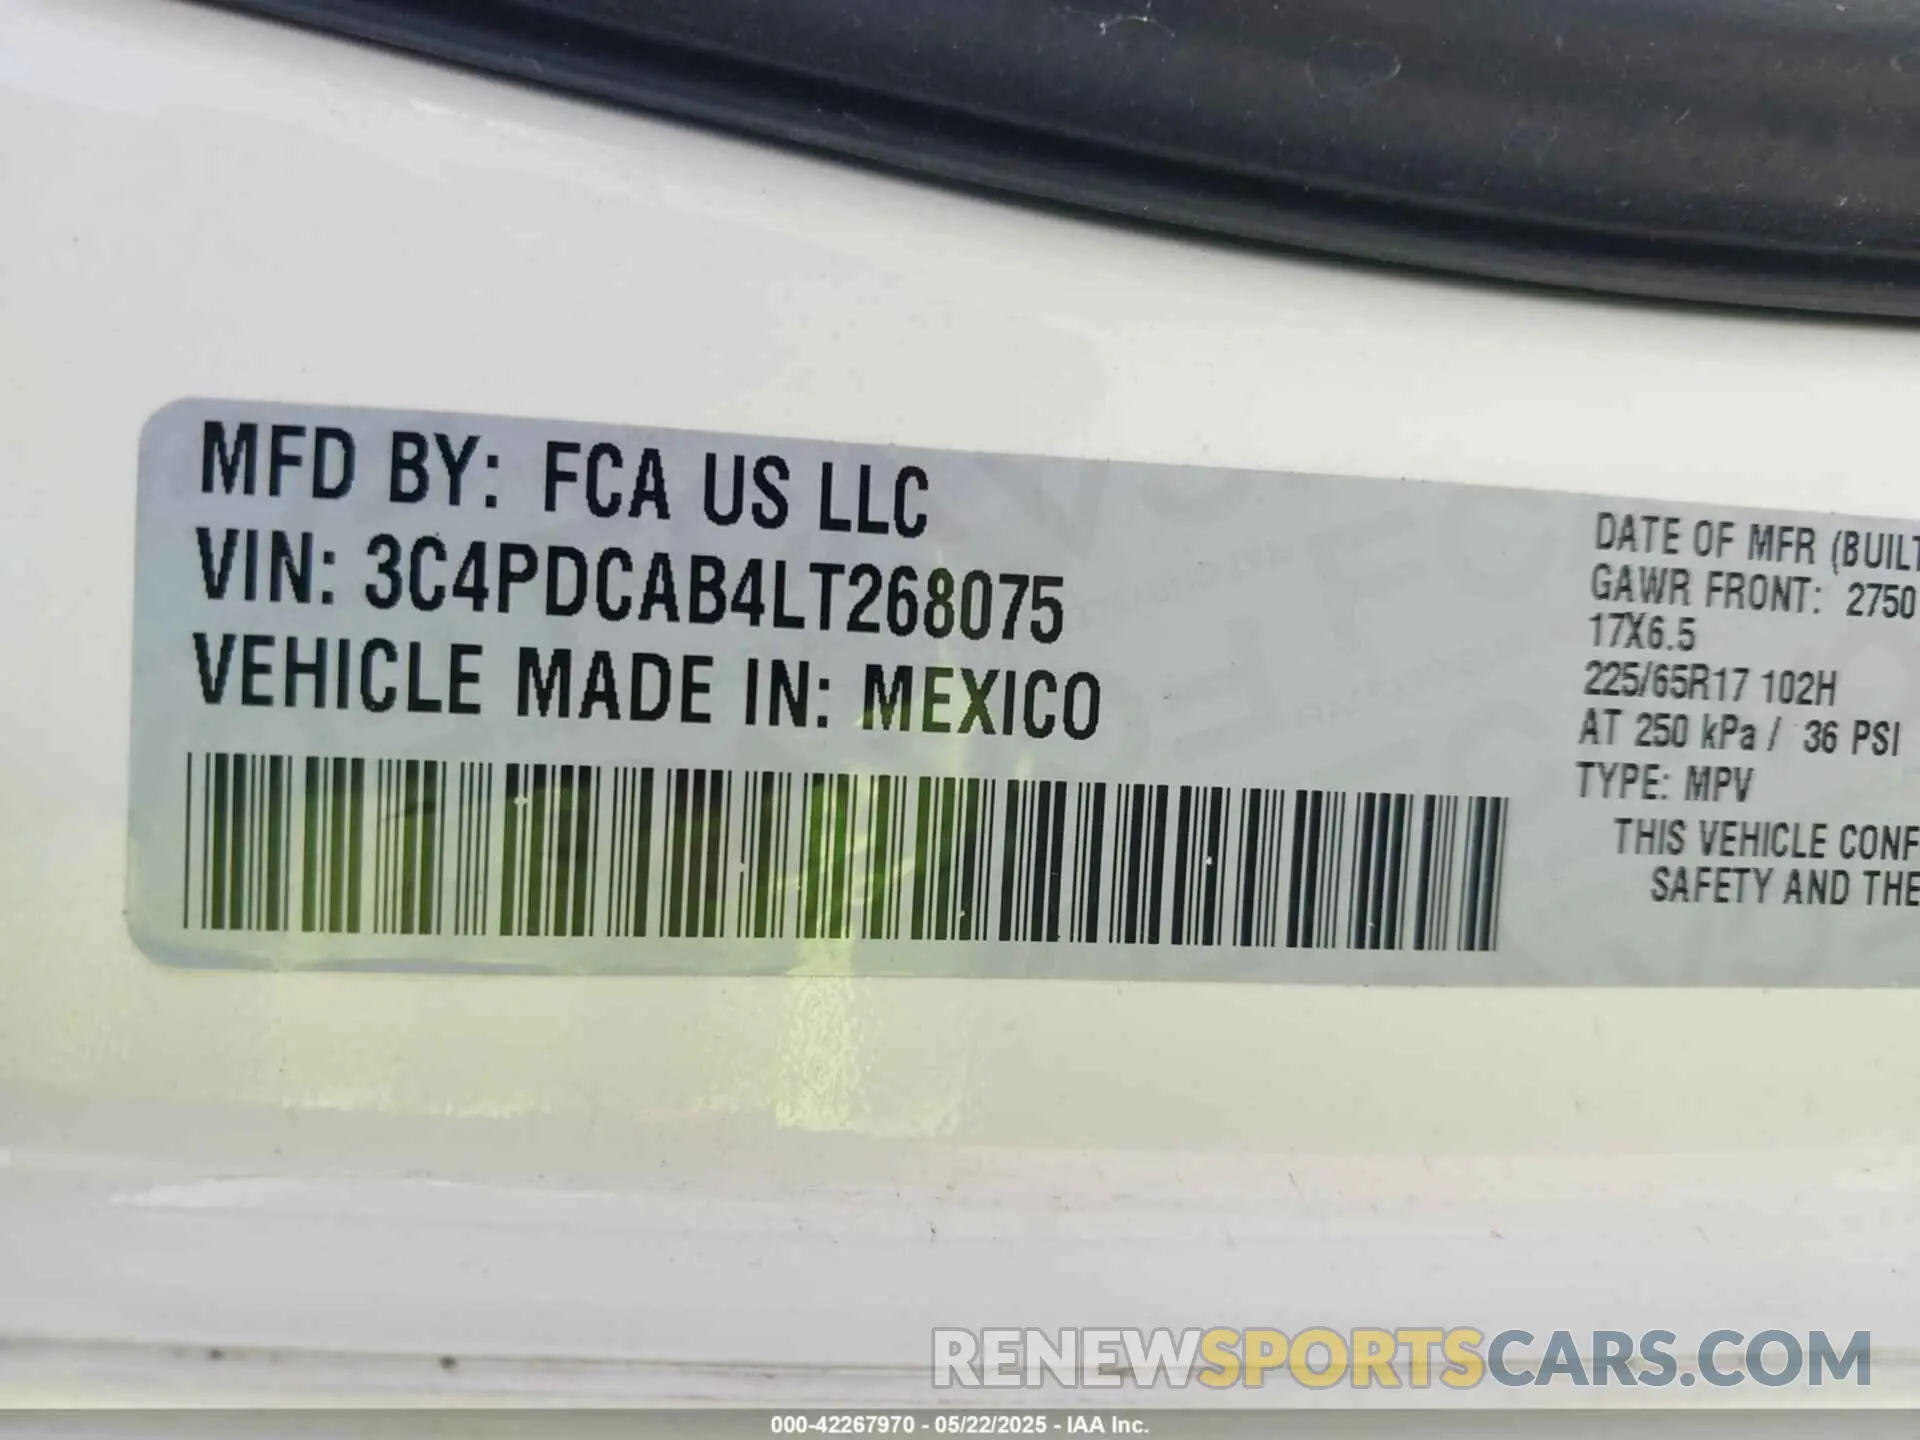 MFD BY: FCA US LLC
VIN: 3C4PDCAB4LT268075
VEHICLE MADE IN: MEXICO
DATE OF MFR (BUILT
GAWR FRONT: 2750
17X6.5
225/65R17 102H
AT 250 kPa / 36 PSI
TYPE: MPV
THIS VEHICLE CONF
SAFETY AND THE
RENEWSPORTSCARS.COM
000-42267970 - 05/22/2025 - IAA Inc.